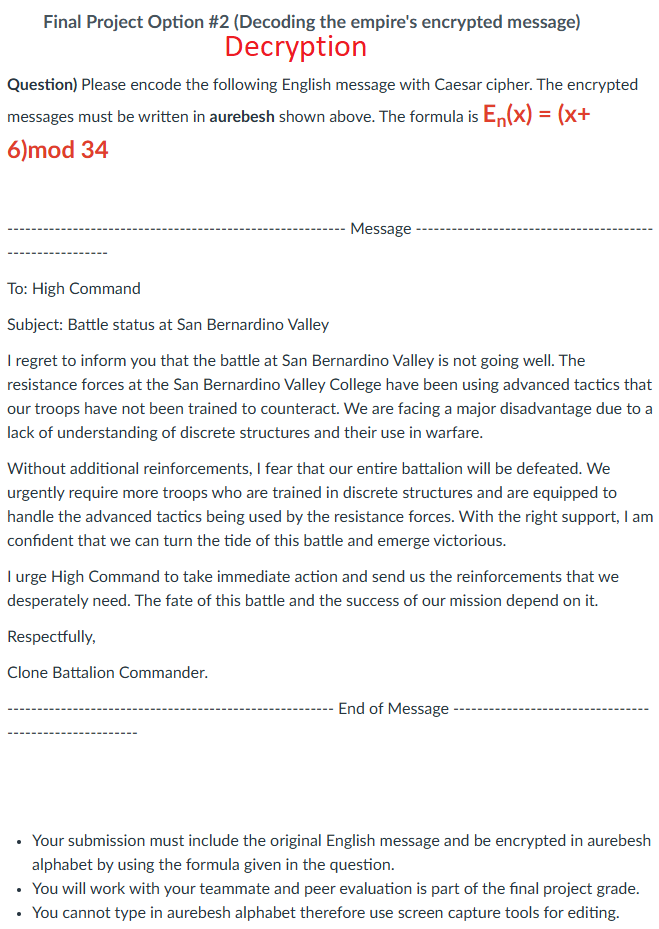 Final Project Option #2 (Decoding the empire's encrypted message)
Decryption
Question) Please encode the following English message with Caesar cipher. The encrypted
messages must be written in aurebesh shown above. The formula is En(x) = (x+
6)mod 34
-------------------------------------------------------- Message ----------------------------------------
-----------------
To: High Command
Subject: Battle status at San Bernardino Valley
I regret to inform you that the battle at San Bernardino Valley is not going well. The
resistance forces at the San Bernardino Valley College have been using advanced tactics that
our troops have not been trained to counteract. We are facing a major disadvantage due to a
lack of understanding of discrete structures and their use in warfare.
Without additional reinforcements, I fear that our entire battalion will be defeated. We
urgently require more troops who are trained in discrete structures and are equipped to
handle the advanced tactics being used by the resistance forces. With the right support, I am
confident that we can turn the tide of this battle and emerge victorious.
I urge High Command to take immediate action and send us the reinforcements that we
desperately need. The fate of this battle and the success of our mission depend on it.
Respectfully,
Clone Battalion Commander.
------------------------------------------------------ End of Message ---------------------------------
----------------------
• Your submission must include the original English message and be encrypted in aurebesh
alphabet by using the formula given in the question.
• You will work with your teammate and peer evaluation is part of the final project grade.
• You cannot type in aurebesh alphabet therefore use screen capture tools for editing.